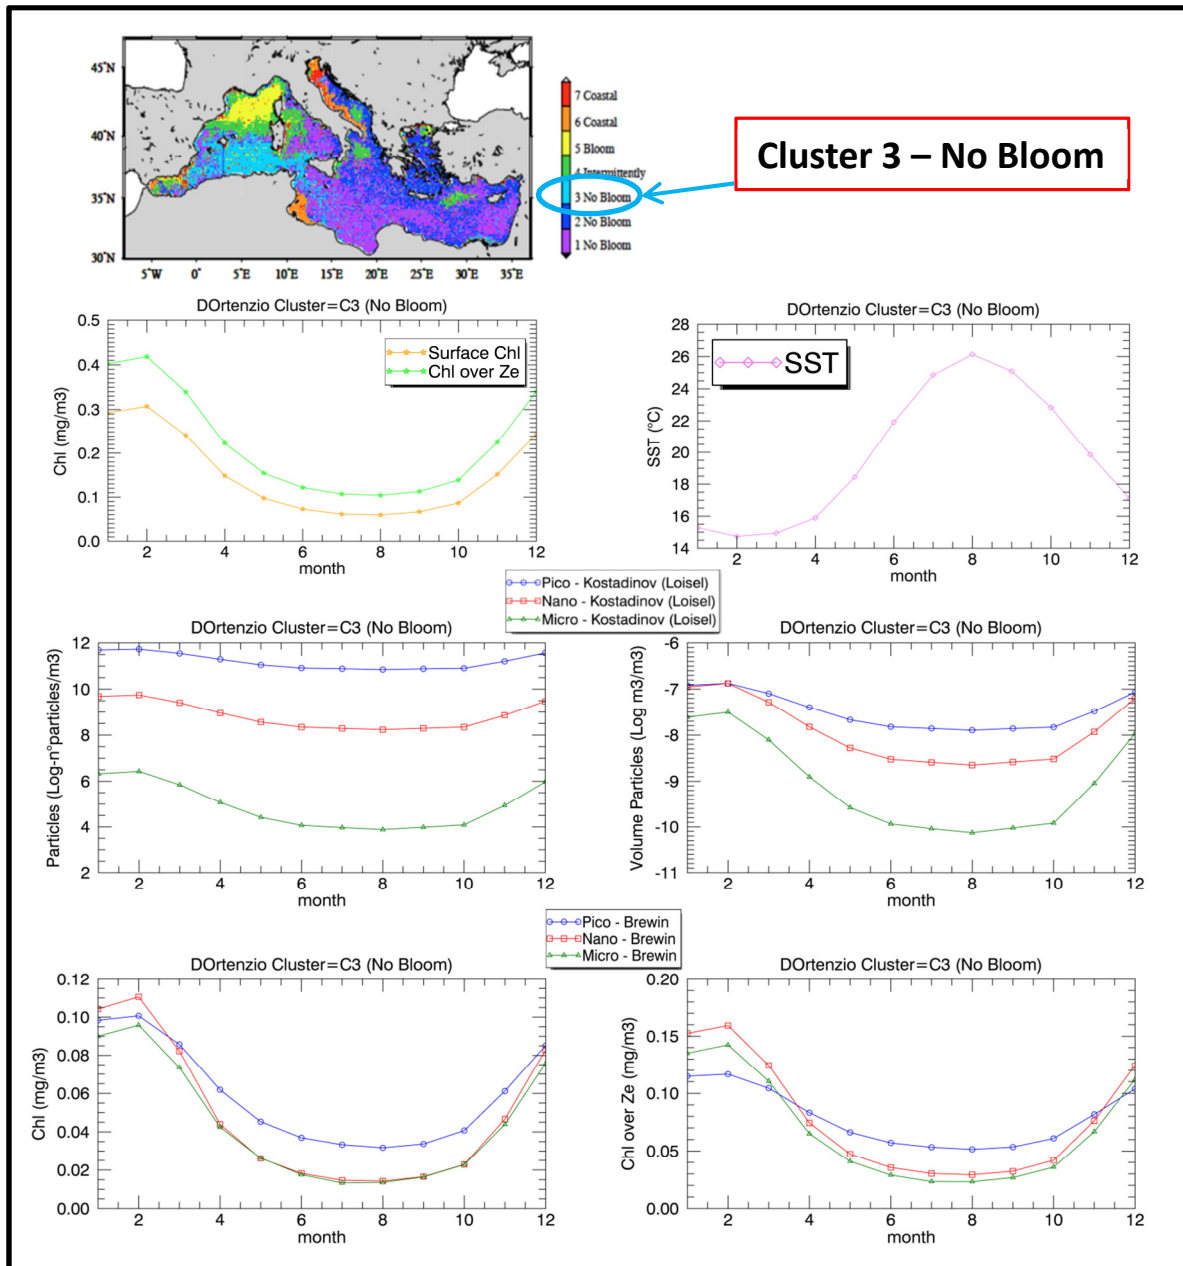 45°N
40°N
35°N
30°N
5°W 0° 5°E 10°E 15°E 20°E 25°E 30°E 35°E
7 Coastal
6 Coastal
5 Bloom
4 Intermittently
3 No Bloom
2 No Bloom
1 No Bloom
Cluster 3 – No Bloom
DOrtenzio Cluster=C3 (No Bloom)
Chl (mg/m3)
0.5
0.4
0.3
0.2
0.1
0.0
Surface Chl
Chl over Ze
2 4 6 8 10 12
month
DOrtenzio Cluster=C3 (No Bloom)
SST (°C)
28
26
24
22
20
18
16
14
SST
2 4 6 8 10 12
month
Pico - Kostadinov (Loisel)
Nano - Kostadinov (Loisel)
Micro - Kostadinov (Loisel)
DOrtenzio Cluster=C3 (No Bloom)
Particles (Log-n°particles/m3)
12
10
8
6
4
2
2 4 6 8 10 12
month
DOrtenzio Cluster=C3 (No Bloom)
Volume Particles (Log m3/m3)
-6
-7
-8
-9
-10
-11
2 4 6 8 10 12
month
Pico - Brewin
Nano - Brewin
Micro - Brewin
DOrtenzio Cluster=C3 (No Bloom)
Chl (mg/m3)
0.12
0.10
0.08
0.06
0.04
0.02
0.00
2 4 6 8 10 12
month
DOrtenzio Cluster=C3 (No Bloom)
Chl over Ze (mg/m3)
0.20
0.15
0.10
0.05
0.00
2 4 6 8 10 12
month